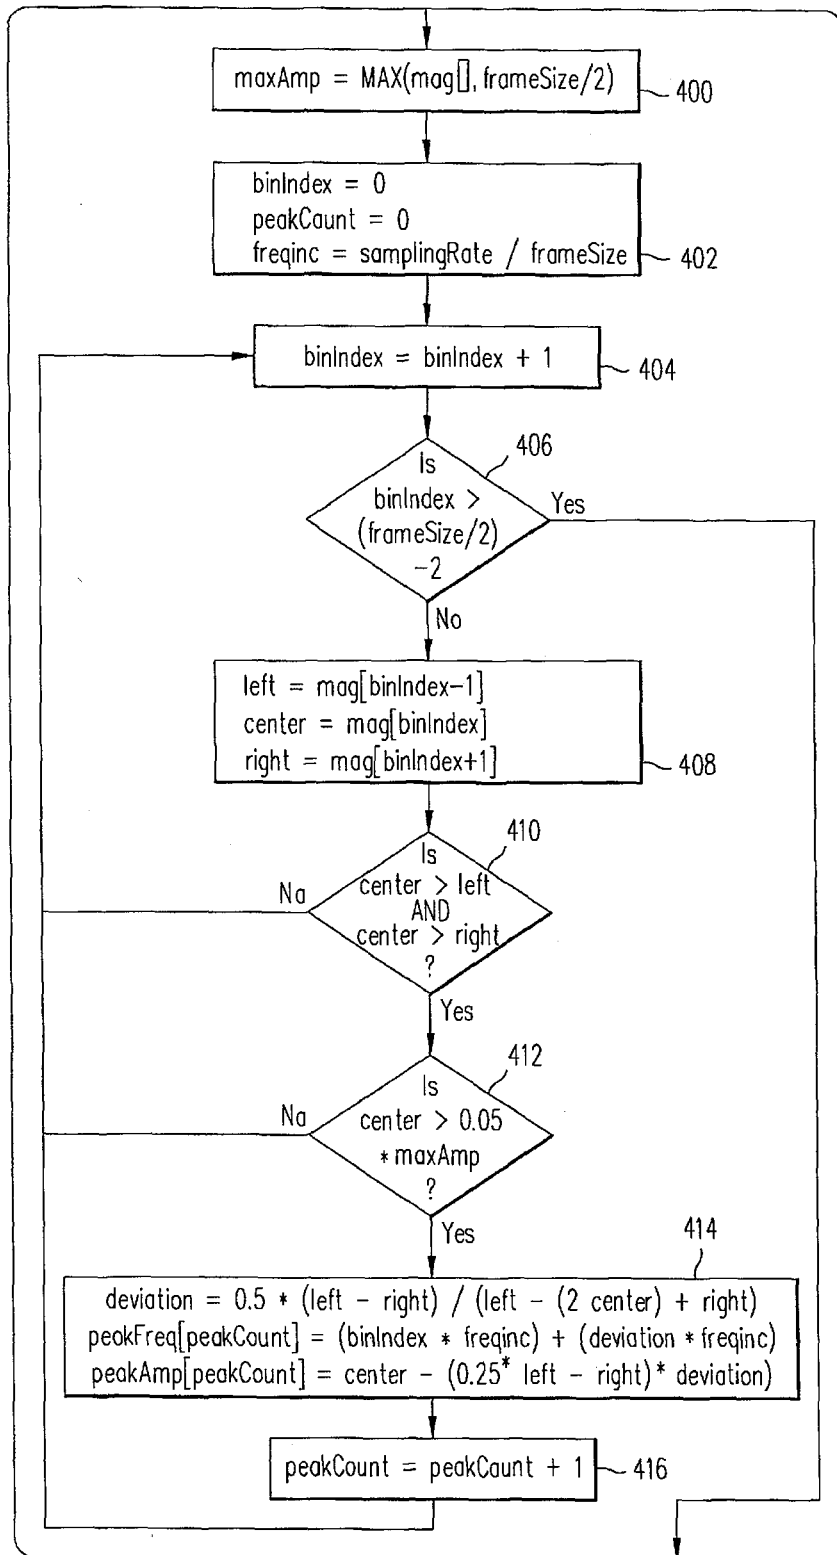 maxAmp = MAX(mag[], frameSize/2)
400
binIndex = 0
peakCount = 0
freqinc = samplingRate / frameSize
402
binIndex = binIndex + 1
404
406
Is
binIndex >
(frameSize/2)
-2
Yes
No
left = mag[binIndex-1]
center = mag[binIndex]
right = mag[binIndex+1]
408
410
Is
center > left
AND
center > right
?
Na
Yes
412
Is
center > 0.05
* maxAmp
?
Na
Yes
414
deviation = 0.5 * (left - right) / (left - (2 center) + right)
peakFreq[peakCount] = (binIndex * freqinc) + (deviation * freqinc)
peakAmp[peakCount] = center - (0.25* left - right)* deviation)
peakCount = peakCaunt + 1
416